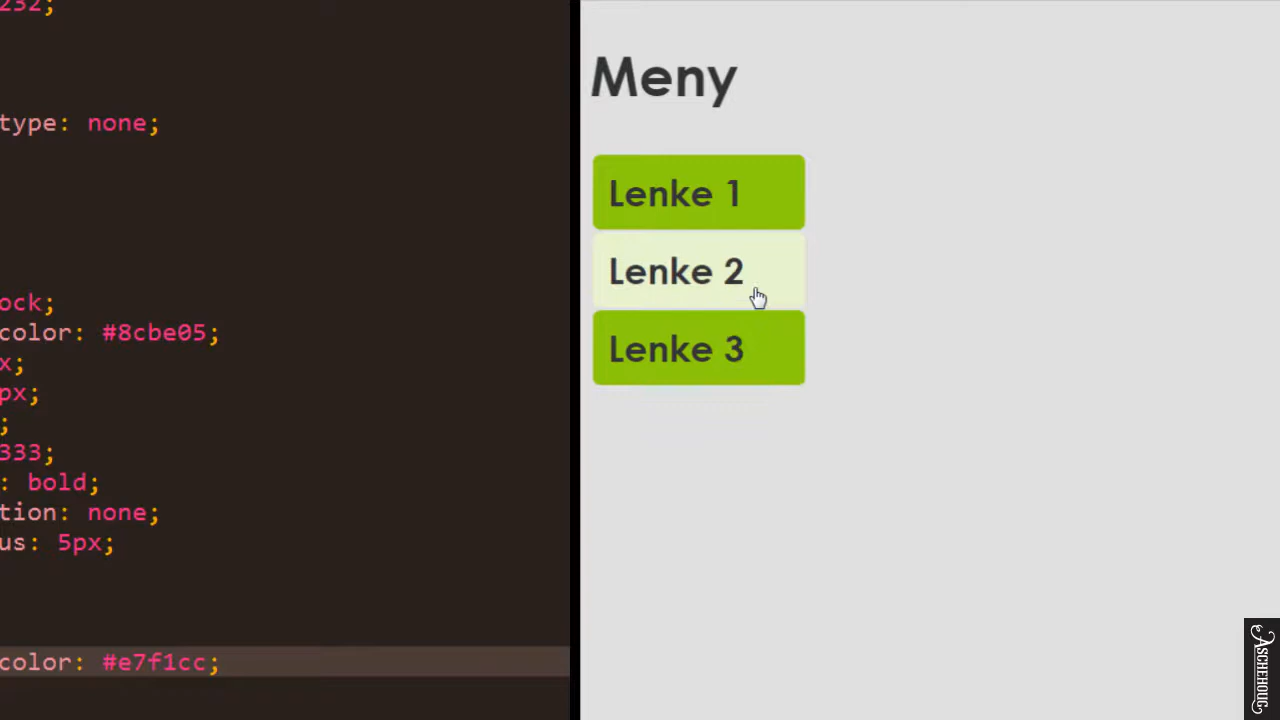 232;
type: none;
ock;
color: #8cbe05;
x;
px;
;
333;
: bold;
tion: none;
us: 5px;
color: #e7f1cc;
Meny
Lenke 1
Lenke 2
Lenke 3
ASCHEHOUG